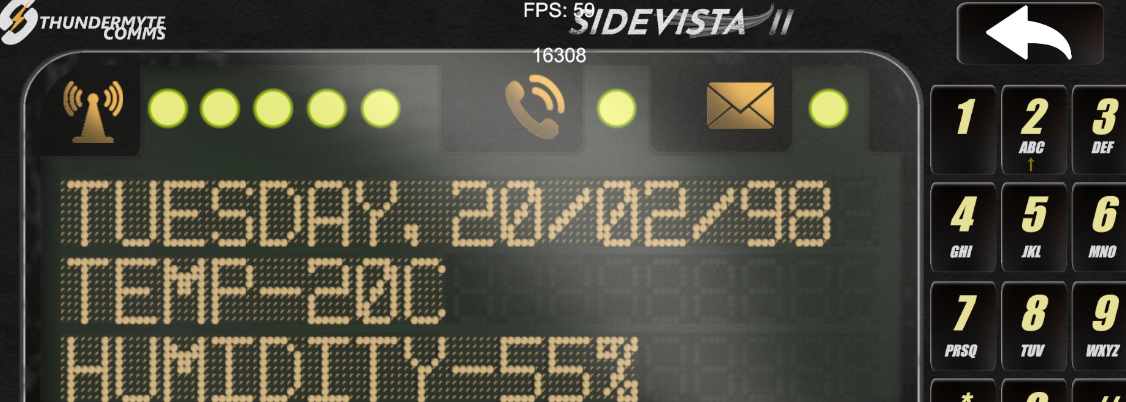 THUNDERMYTE
COMMS
FPS: 59
SIDEVISTA II
16308
TUESDAY, 20/02/98
TEMP-20C
HUMIDITY-55%
1
2
ABC
↑
3
DEF
4
GHI
5
JKL
6
MNO
7
PRSQ
8
TUV
9
WXYZ
*